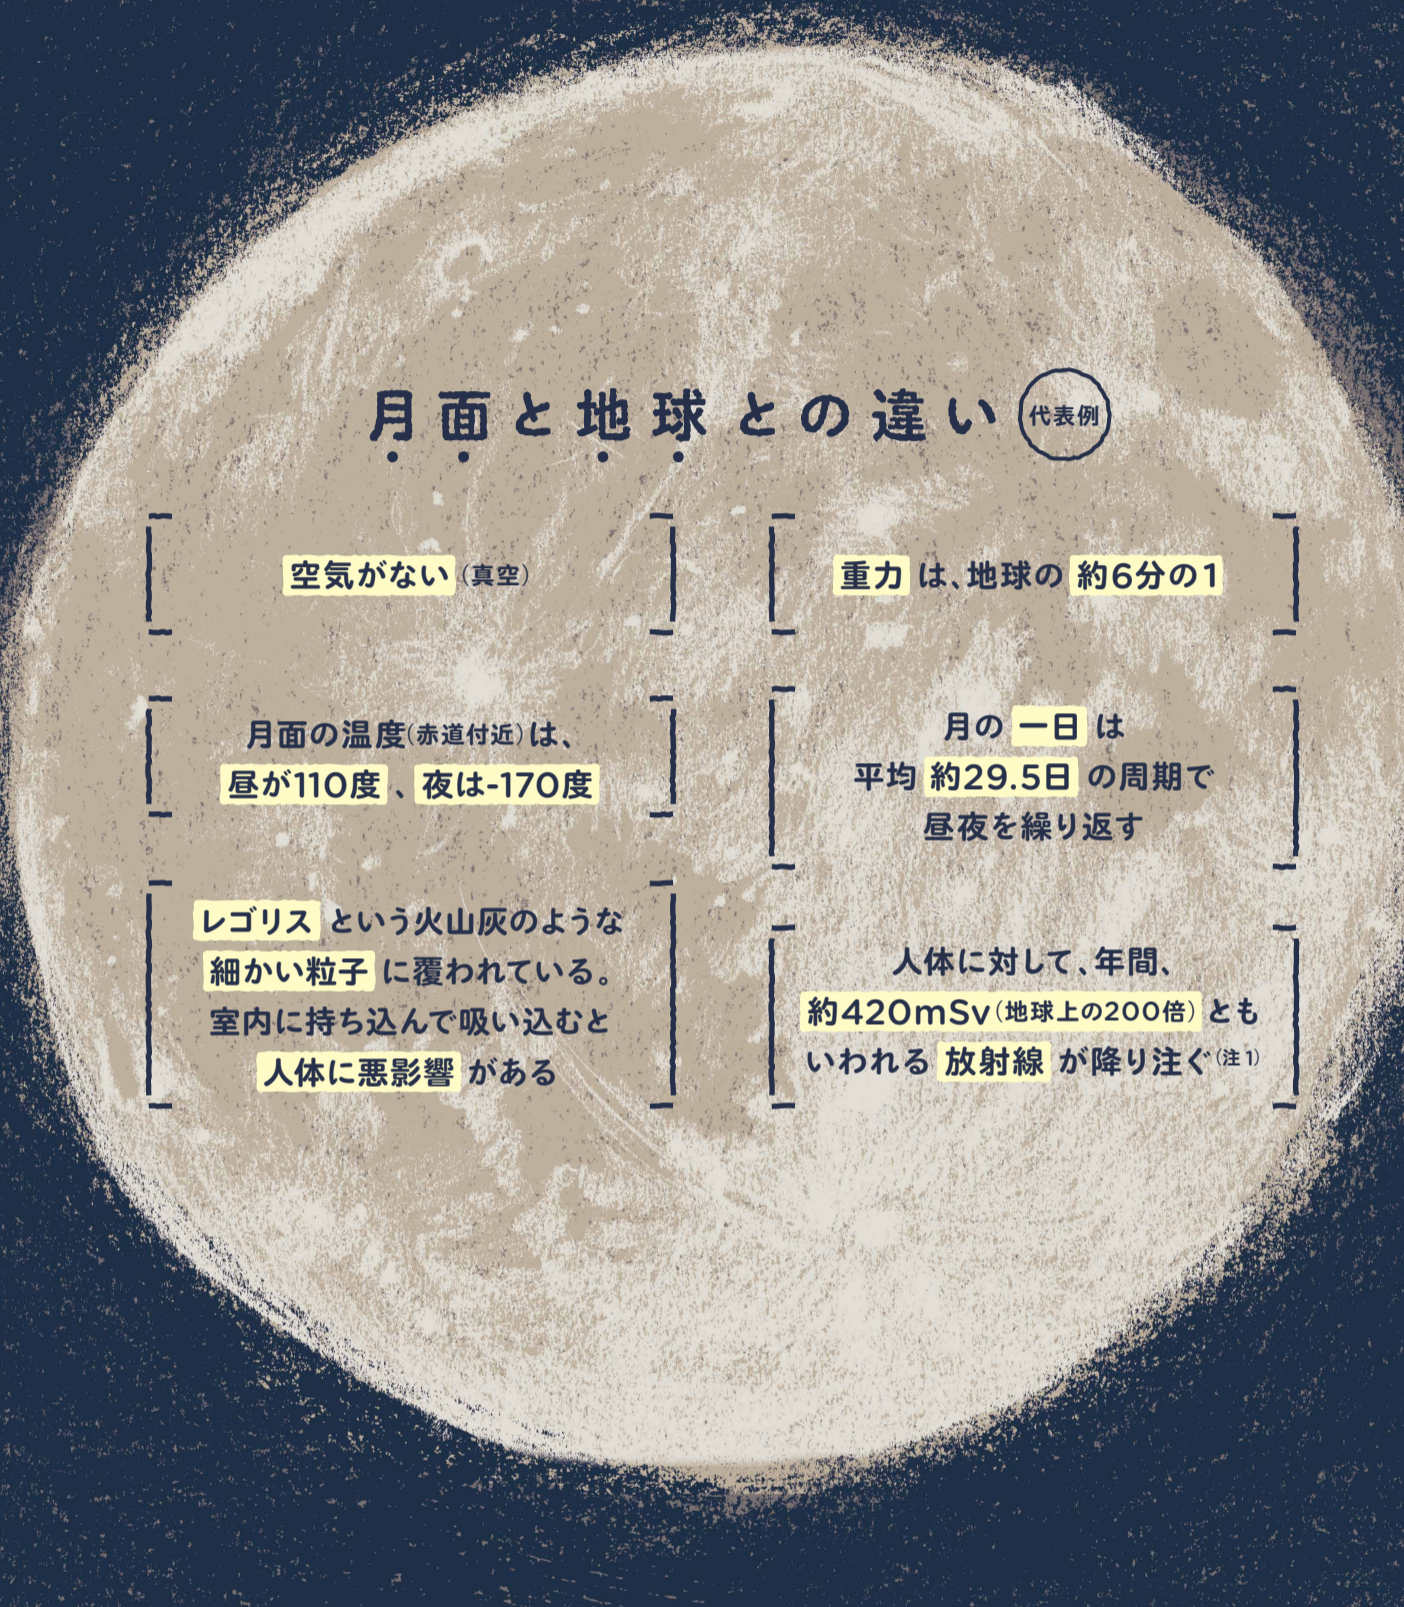 月面と地球との違い 代表例
空気がない(真空)
重力は、地球の約6分の1
月面の温度(赤道付近)は、
昼が110度、夜は-170度
月の一日は
平均約29.5日の周期で
昼夜を繰り返す
レゴリスという火山灰のような
細かい粒子に覆われている。
室内に持ち込んで吸い込むと
人体に悪影響がある
人体に対して、年間、
約420mSv(地球上の200倍)とも
いわれる放射線が降り注ぐ(注1)